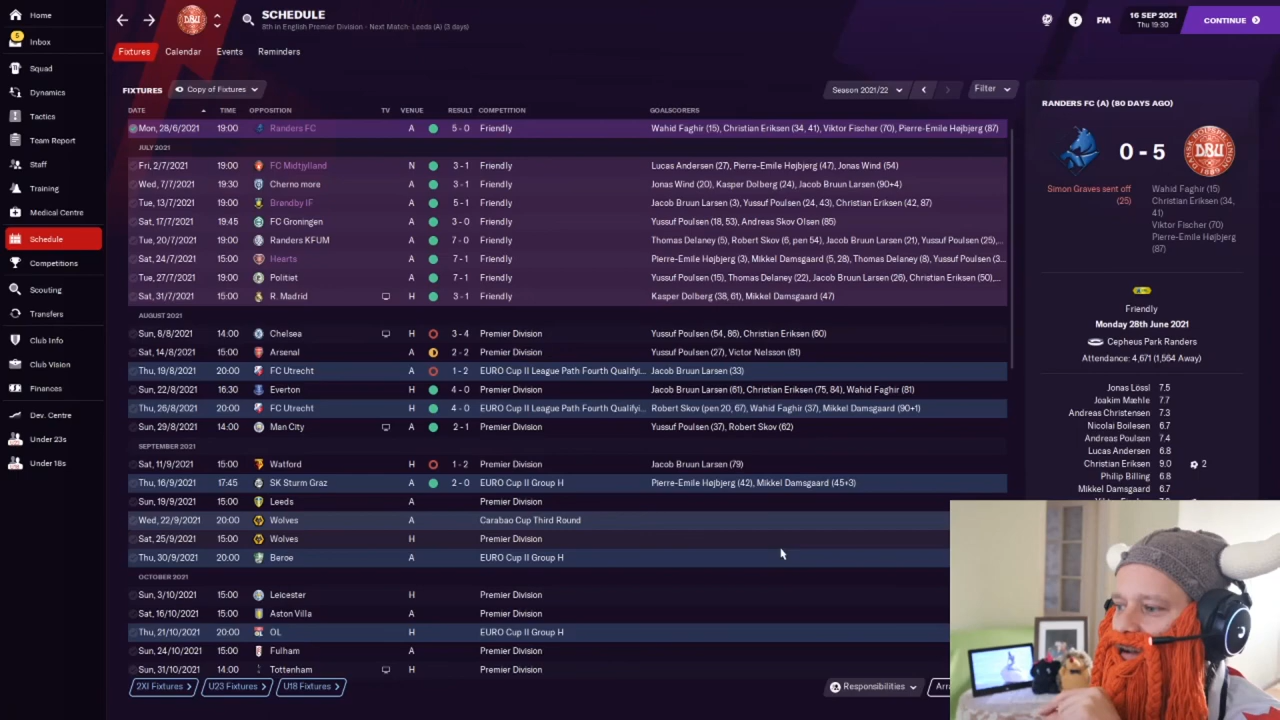 Home
SCHEDULE
8th in English Premier Division - Next Match: Leeds (A) (3 days)
FM
16 SEP 2021
Thu 19:30
CONTINUE
5
Inbox
Squad
Dynamics
Tactics
Team Report
Staff
Training
Medical Centre
Schedule
Competitions
Scouting
Transfers
Club Info
Club Vision
Finances
Dev. Centre
Under 23s
Under 18s
Fixtures Calendar Events Reminders
FIXTURES Copy of Fixtures Season 2021/22 Filter
DATE TIME OPPOSITION TV VENUE RESULT COMPETITION GOALSCORERS
Mon, 28/6/2021 19:00 Randers FC A 5 - 0 Friendly Wahid Faghir (15), Christian Eriksen (34, 41), Viktor Fischer (70), Pierre-Emile Højbjerg (87)
JULY 2021
Fri, 2/7/2021 19:00 FC Midtjylland N 3 - 1 Friendly Lucas Andersen (27), Pierre-Emile Højbjerg (47), Jonas Wind (54)
Wed, 7/7/2021 19:30 Cherno more A 3 - 1 Friendly Jonas Wind (20), Kasper Dolberg (24), Jacob Bruun Larsen (90+4)
Tue, 13/7/2021 19:00 Brøndby IF A 5 - 1 Friendly Jacob Bruun Larsen (3), Yussuf Poulsen (24, 43), Christian Eriksen (42, 87)
Sat, 17/7/2021 19:45 FC Groningen A 3 - 0 Friendly Yussuf Poulsen (18, 53), Andreas Skov Olsen (85)
Tue, 20/7/2021 19:00 Randers KFUM A 7 - 0 Friendly Thomas Delaney (5), Robert Skov (6, pen 54), Jacob Bruun Larsen (21), Yussuf Poulsen (25),...
Sat, 24/7/2021 15:00 Hearts A 7 - 1 Friendly Pierre-Emile Højbjerg (3), Mikkel Damsgaard (5, 28), Thomas Delaney (8), Yussuf Poulsen (3...
Tue, 27/7/2021 19:00 Politiet A 7 - 1 Friendly Yussuf Poulsen (15), Thomas Delaney (22), Jacob Bruun Larsen (26), Christian Eriksen (50),...
Sat, 31/7/2021 15:00 R. Madrid H 3 - 1 Friendly Kasper Dolberg (38, 61), Mikkel Damsgaard (47)
AUGUST 2021
Sun, 8/8/2021 14:00 Chelsea H 3 - 4 Premier Division Yussuf Poulsen (54, 86), Christian Eriksen (60)
Sat, 14/8/2021 15:00 Arsenal A 2 - 2 Premier Division Yussuf Poulsen (27), Victor Nelsson (81)
Thu, 19/8/2021 20:00 FC Utrecht A 1 - 2 EURO Cup II League Path Fourth Qualifyi... Jacob Bruun Larsen (33)
Sun, 22/8/2021 16:30 Everton H 4 - 0 Premier Division Jacob Bruun Larsen (61), Christian Eriksen (75, 84), Wahid Faghir (81)
Thu, 26/8/2021 20:00 FC Utrecht H 4 - 0 EURO Cup II League Path Fourth Qualifyi... Robert Skov (pen 20, 67), Wahid Faghir (37), Mikkel Damsgaard (90+1)
Sun, 29/8/2021 14:00 Man City H 2 - 1 Premier Division Yussuf Poulsen (37), Robert Skov (62)
SEPTEMBER 2021
Sat, 11/9/2021 15:00 Watford H 1 - 2 Premier Division Jacob Bruun Larsen (79)
Thu, 16/9/2021 17:45 SK Sturm Graz A 2 - 0 EURO Cup II Group H Pierre-Emile Højbjerg (42), Mikkel Damsgaard (45+3)
Sun, 19/9/2021 15:00 Leeds A Premier Division
Wed, 22/9/2021 20:00 Wolves A Carabao Cup Third Round
Sat, 25/9/2021 15:00 Wolves H Premier Division
Thu, 30/9/2021 20:00 Beroe A EURO Cup II Group H
OCTOBER 2021
Sun, 3/10/2021 15:00 Leicester H Premier Division
Sat, 16/10/2021 15:00 Aston Villa A Premier Division
Thu, 21/10/2021 20:00 OL H EURO Cup II Group H
Sun, 24/10/2021 15:00 Fulham A Premier Division
Sun, 31/10/2021 14:00 Tottenham H Premier Division
2XI Fixtures U23 Fixtures U18 Fixtures Responsibilities
RANDERS FC (A) (80 DAYS AGO)
DBU
0 - 5
Simon Graves sent off (25)
Wahid Faghir (15)
Christian Eriksen (34, 41)
Viktor Fischer (70)
Pierre-Emile Højbjerg (87)
Friendly
Monday 28th June 2021
Cepheus Park Randers
Attendance: 4,671 (1,564 Away)
Jonas Lössl 7.5
Joakim Mæhle 7.7
Andreas Christensen 7.3
Nicolai Boilesen 6.7
Andreas Poulsen 7.4
Lucas Andersen 6.8
Christian Eriksen 9.0 2
Philip Billing 6.8
Mikkel Damsgaard 6.7